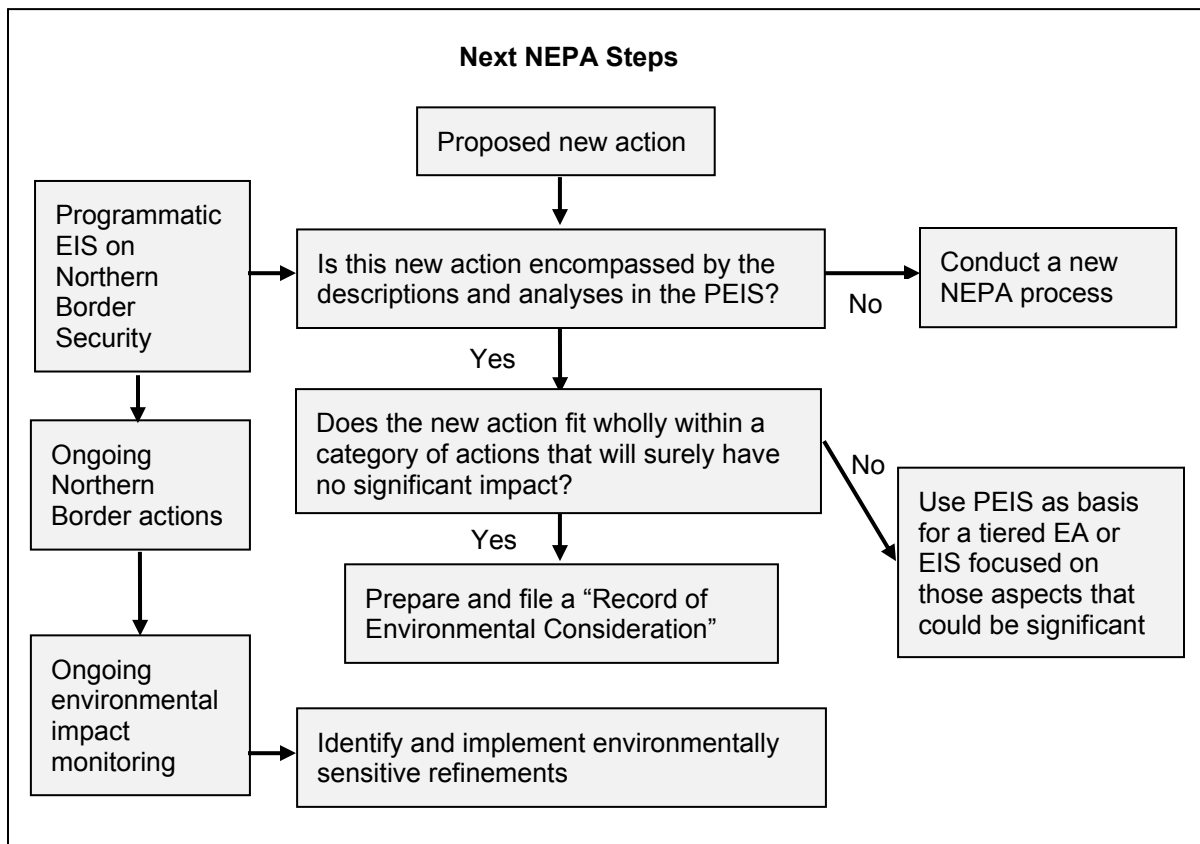 Next NEPA Steps
Proposed new action
Programmatic
EIS on
Northern
Border
Security
Is this new action encompassed by the
descriptions and analyses in the PEIS?
No
Conduct a new
NEPA process
Yes
Does the new action fit wholly within a
category of actions that will surely have
no significant impact?
No
Use PEIS as basis
for a tiered EA or
EIS focused on
those aspects that
could be significant
Yes
Prepare and file a “Record of
Environmental Consideration”
Ongoing
Northern
Border actions
Ongoing
environmental
impact
monitoring
Identify and implement environmentally
sensitive refinements